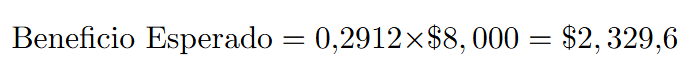 Beneficio Esperado = 0,2912×$8, 000 = $2, 329,6